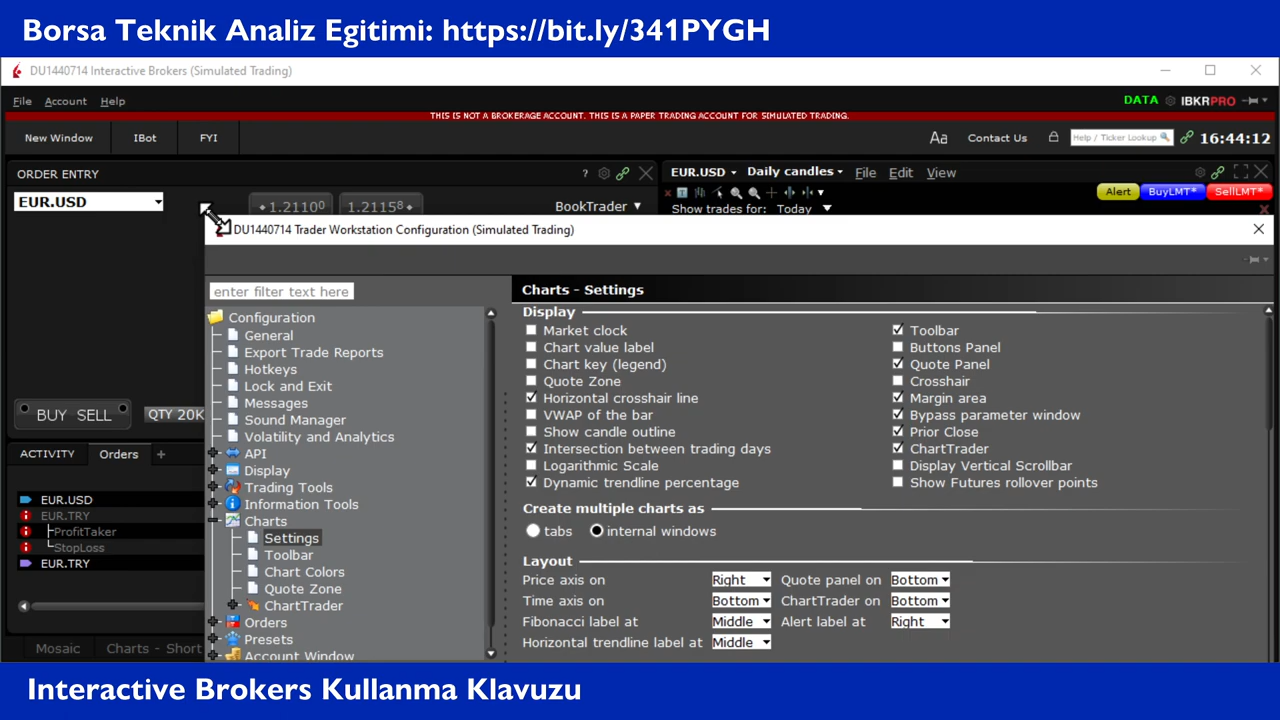 Borsa Teknik Analiz Egitimi: https://bit.ly/341PYGH
DU1440714 Interactive Brokers (Simulated Trading)
File Account Help
DATA IBKRPRO
THIS IS NOT A BROKERAGE ACCOUNT. THIS IS A PAPER TRADING ACCOUNT FOR SIMULATED TRADING.
New Window IBot FYI Aa Contact Us Help / Ticker Lookup 16:44:12
ORDER ENTRY ?
EUR.USD Daily candles File Edit View
EUR.USD 1.2110⁰ 1.2115⁸ BookTrader
Alert BuyLMT* SellLMT*
Show trades for: Today
DU1440714 Trader Workstation Configuration (Simulated Trading)
enter filter text here
Configuration
General
Export Trade Reports
Hotkeys
Lock and Exit
Messages
Sound Manager
Volatility and Analytics
API
Display
Trading Tools
Information Tools
Charts
Settings
Toolbar
Chart Colors
Quote Zone
ChartTrader
Orders
Presets
Account Window
Charts - Settings
Display
Market clock
Chart value label
Chart key (legend)
Quote Zone
Horizontal crosshair line
VWAP of the bar
Show candle outline
Intersection between trading days
Logarithmic Scale
Dynamic trendline percentage
Toolbar
Buttons Panel
Quote Panel
Crosshair
Margin area
Bypass parameter window
Prior Close
ChartTrader
Display Vertical Scrollbar
Show Futures rollover points
Create multiple charts as
tabs internal windows
Layout
Price axis on Right Quote panel on Bottom
Time axis on Bottom ChartTrader on Bottom
Fibonacci label at Middle Alert label at Right
Horizontal trendline label at Middle
BUY SELL QTY 20K
ACTIVITY Orders +
EUR.USD
EUR.TRY
ProfitTaker
StopLoss
EUR.TRY
Mosaic Charts - Short
Interactive Brokers Kullanma Klavuzu